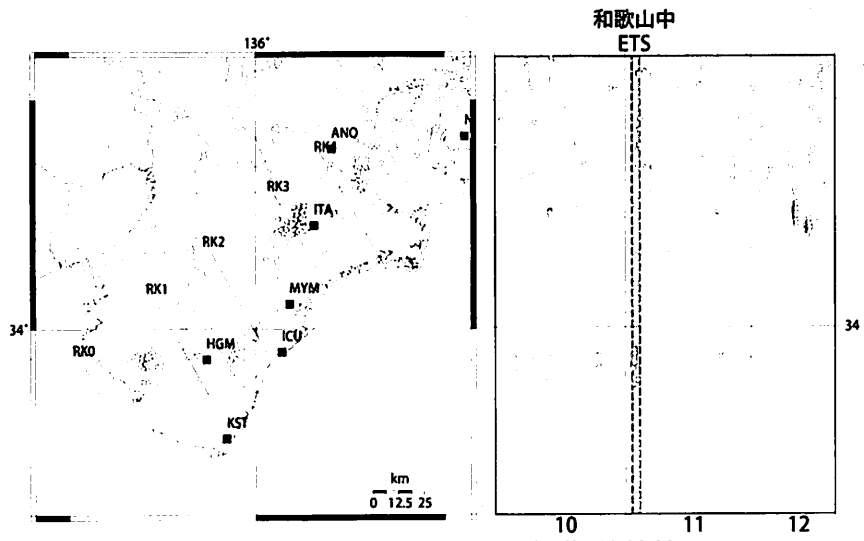 和歌山中
ETS
136°
N
ANO
RK4
RK3
ITA
RK2
RK1
MYM
34°
34
RK0
HGM
ICU
KST
km
0 12.5 25
10 11 12